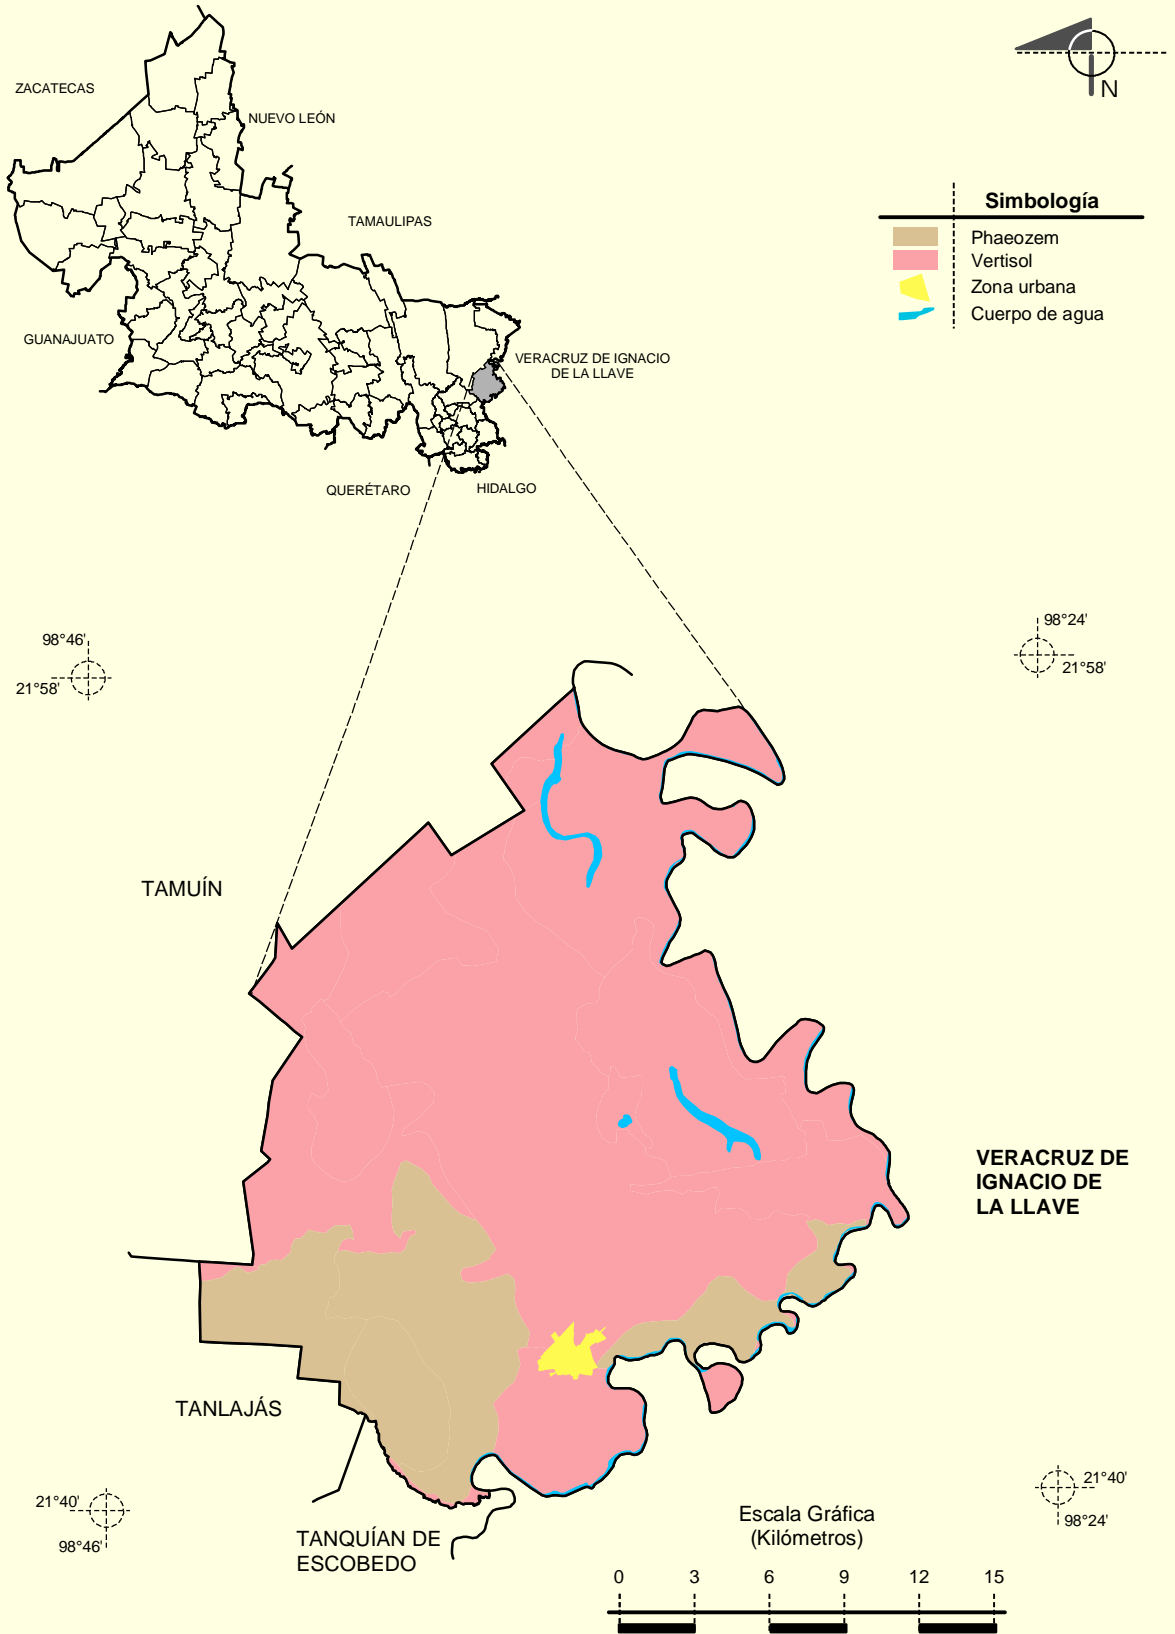 N
ZACATECAS
NUEVO LEÓN
TAMAULIPAS
GUANAJUATO
VERACRUZ DE IGNACIO
DE LA LLAVE
QUERÉTARO
HIDALGO
Simbología
Phaeozem
Vertisol
Zona urbana
Cuerpo de agua
98°46'
21°58'
98°24'
21°58'
TAMUÍN
VERACRUZ DE
IGNACIO DE
LA LLAVE
TANLAJÁS
21°40'
98°46'
TANQUÍAN DE
ESCOBEDO
21°40'
98°24'
Escala Gráfica
(Kilómetros)
0 3 6 9 12 15